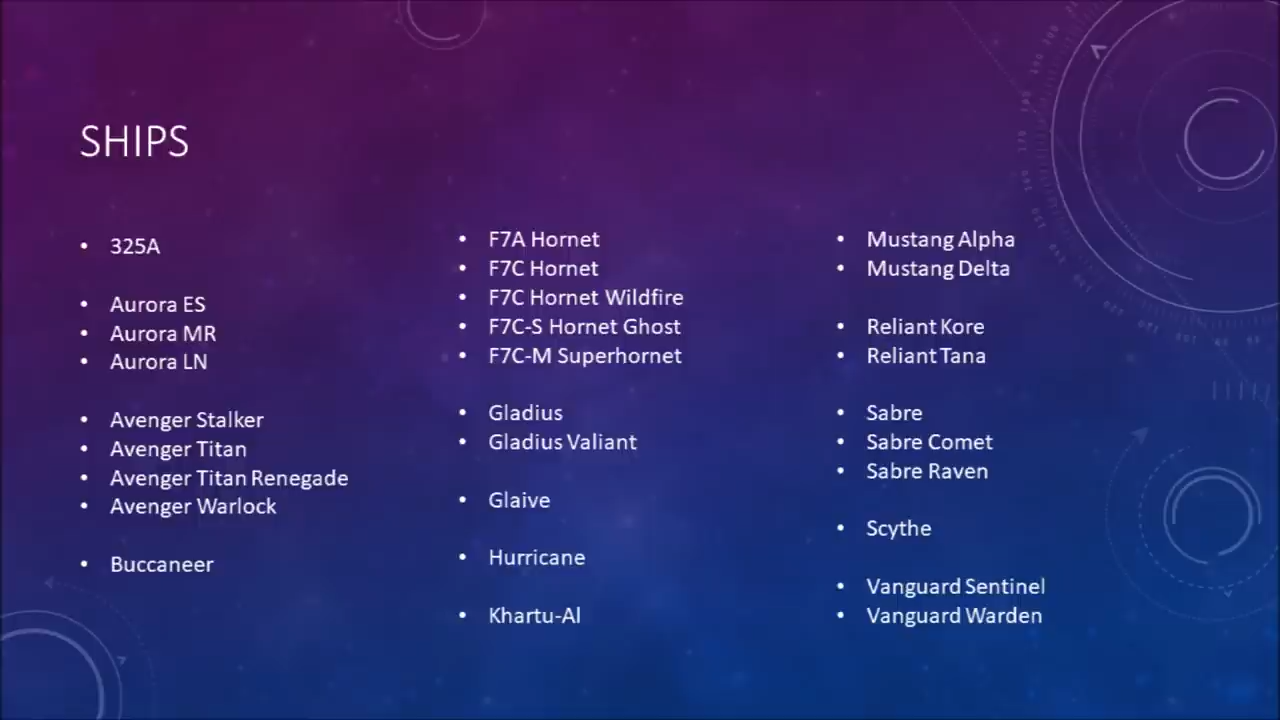 SHIPS
• 325A
• Aurora ES
• Aurora MR
• Aurora LN
• Avenger Stalker
• Avenger Titan
• Avenger Titan Renegade
• Avenger Warlock
• Buccaneer
• F7A Hornet
• F7C Hornet
• F7C Hornet Wildfire
• F7C-S Hornet Ghost
• F7C-M Superhornet
• Gladius
• Gladius Valiant
• Glaive
• Hurricane
• Khartu-Al
• Mustang Alpha
• Mustang Delta
• Reliant Kore
• Reliant Tana
• Sabre
• Sabre Comet
• Sabre Raven
• Scythe
• Vanguard Sentinel
• Vanguard Warden